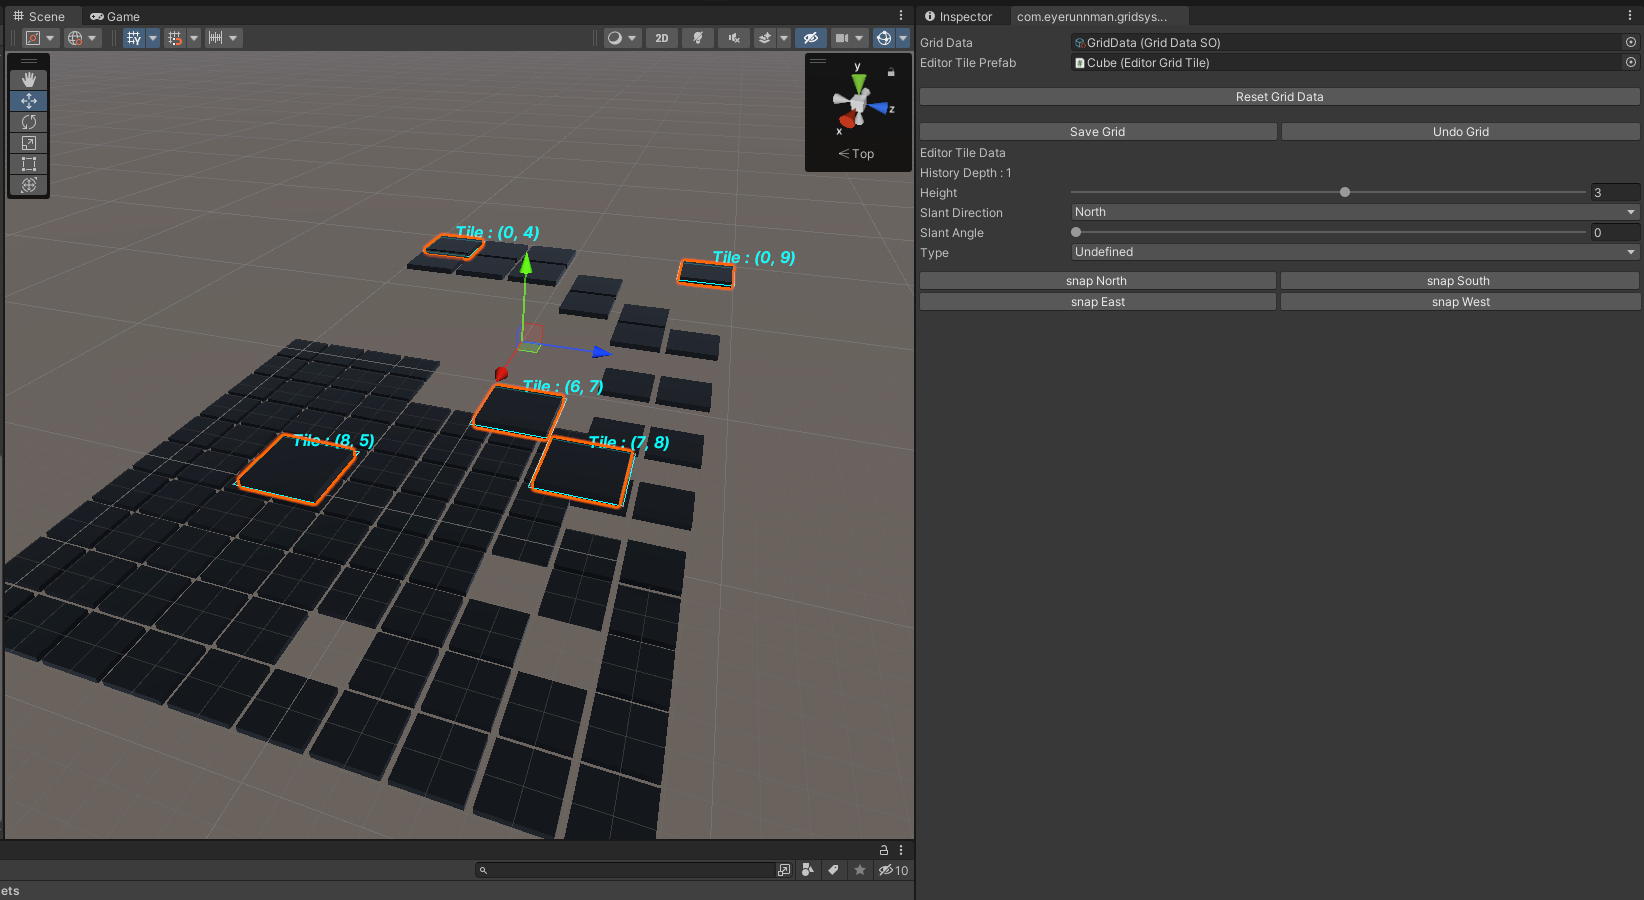 Scene
Game
2D
y
z
x
Top
Tile : (0, 4)
Tile : (0, 9)
Tile : (6, 7)
Tile : (8, 5)
Tile : (7, 8)
10
ets
Inspector
com.eyerunnman.gridsys...
Grid Data
GridData (Grid Data SO)
Editor Tile Prefab
Cube (Editor Grid Tile)
Reset Grid Data
Save Grid
Undo Grid
Editor Tile Data
History Depth : 1
Height
3
Slant Direction
North
Slant Angle
0
Type
Undefined
snap North
snap South
snap East
snap West